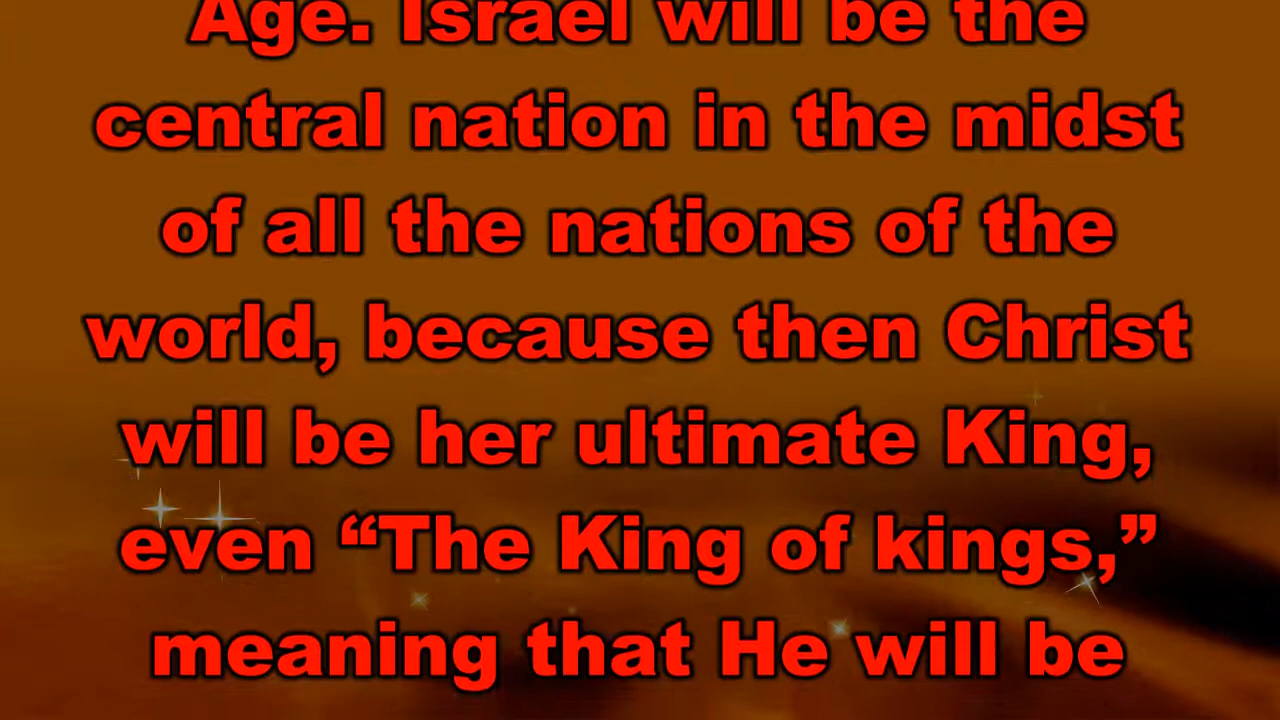 Age. Israel will be the
central nation in the midst
of all the nations of the
world, because then Christ
will be her ultimate King,
even “The King of kings,”
meaning that He will be